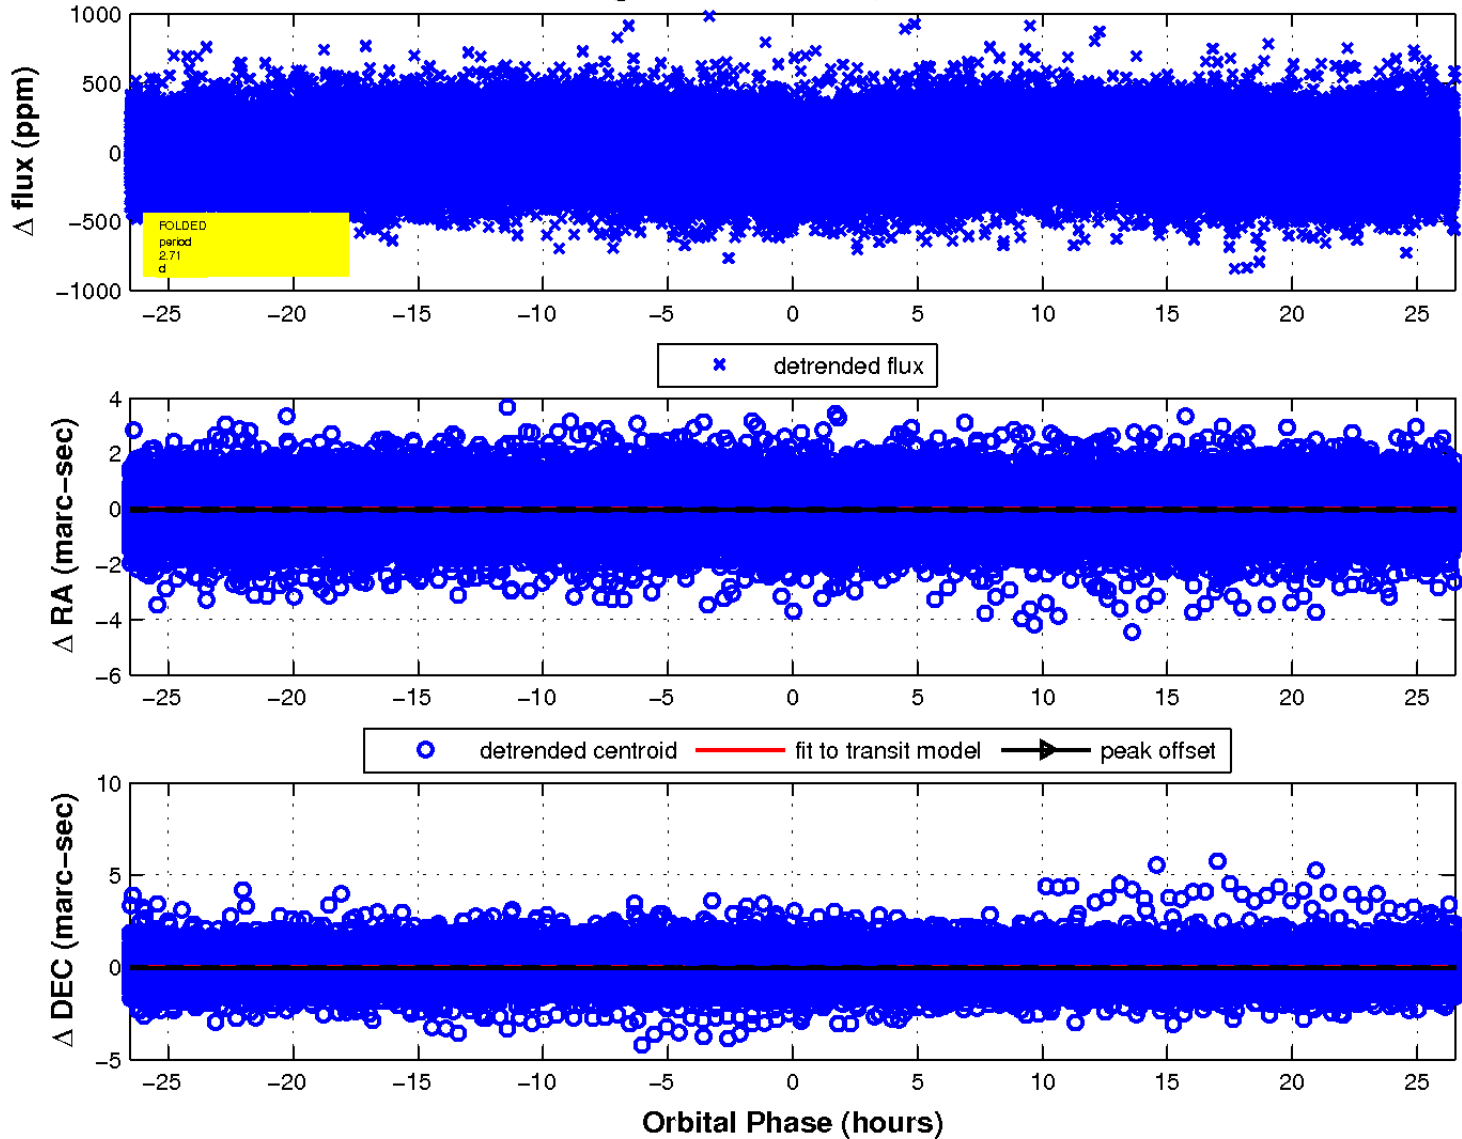 1000
500
0
−500
−1000
Δ flux (ppm)
FOLDED
period
2.71
d
−25 −20 −15 −10 −5 0 5 10 15 20 25
detrended flux
4
2
0
−2
−4
−6
Δ RA (marc−sec)
−25 −20 −15 −10 −5 0 5 10 15 20 25
detrended centroid fit to transit model peak offset
10
5
0
−5
Δ DEC (marc−sec)
−25 −20 −15 −10 −5 0 5 10 15 20 25
Orbital Phase (hours)